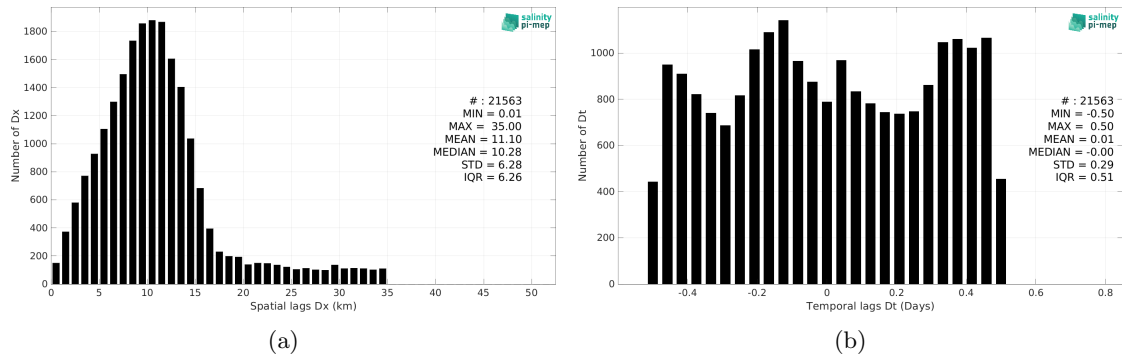 salinity
pi-mep
# : 21563
MIN = 0.01
MAX = 35.00
MEAN = 11.10
MEDIAN = 10.28
STD = 6.28
IQR = 6.26
Number of Dx
1800
1600
1400
1200
1000
800
600
400
200
0
0 5 10 15 20 25 30 35 40 45 50
Spatial lags Dx (km)
(a)
salinity
pi-mep
# : 21563
MIN = -0.50
MAX = 0.50
MEAN = 0.01
MEDIAN = -0.00
STD = 0.29
IQR = 0.51
Number of Dt
1000
800
600
400
200
0
-0.4 -0.2 0 0.2 0.4 0.6 0.8
Temporal lags Dt (Days)
(b)